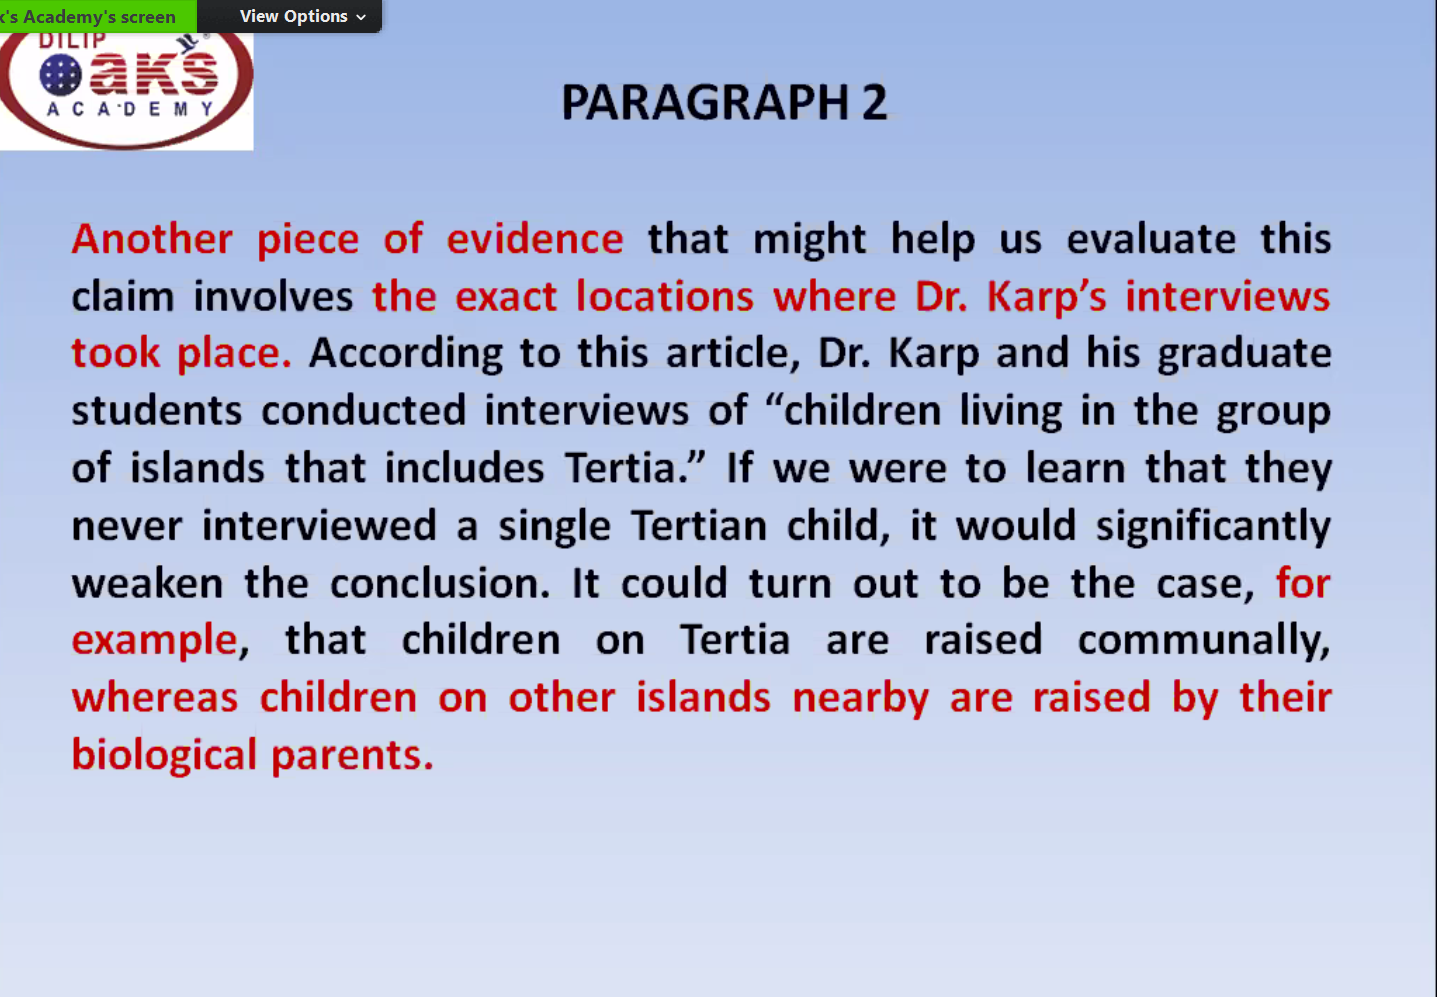 k's Academy's screen
View Options
DILIP
aks
ACADEMY
PARAGRAPH 2
Another piece of evidence that might help us evaluate this
claim involves the exact locations where Dr. Karp’s interviews
took place. According to this article, Dr. Karp and his graduate
students conducted interviews of “children living in the group
of islands that includes Tertia.” If we were to learn that they
never interviewed a single Tertian child, it would significantly
weaken the conclusion. It could turn out to be the case, for
example, that children on Tertia are raised communally,
whereas children on other islands nearby are raised by their
biological parents.